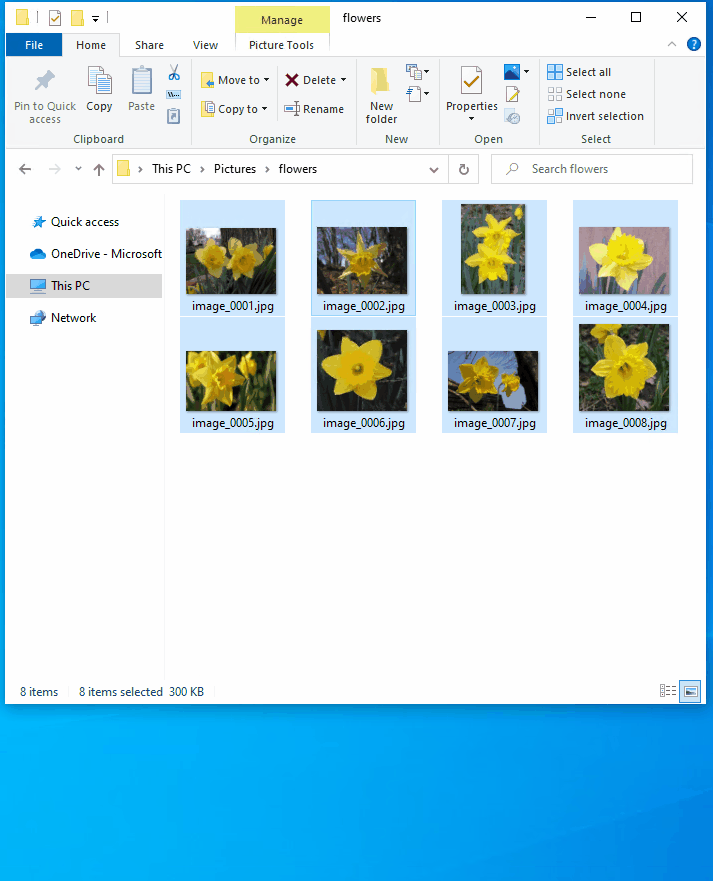 Manage flowers
File Home Share View Picture Tools
Pin to Quick access
Copy
Paste
Clipboard
Move to
Copy to
Delete
Rename
Organize
New folder
New
Properties
Open
Select all
Select none
Invert selection
Select
This PC > Pictures > flowers
Search flowers
Quick access
OneDrive - Microsoft
This PC
Network
image_0001.jpg image_0002.jpg image_0003.jpg image_0004.jpg
image_0005.jpg image_0006.jpg image_0007.jpg image_0008.jpg
8 items 8 items selected 300 KB